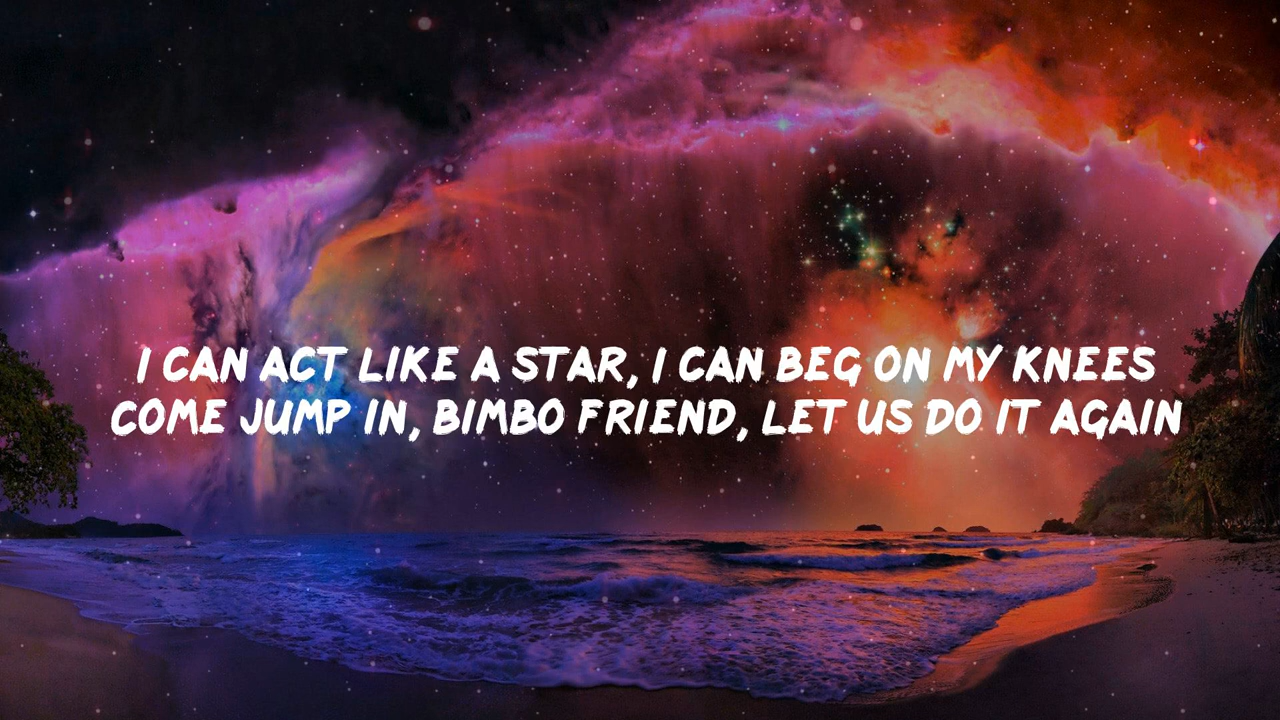 I CAN ACT LIKE A STAR, I CAN BEG ON MY KNEES
COME JUMP IN, BIMBO FRIEND, LET US DO IT AGAIN